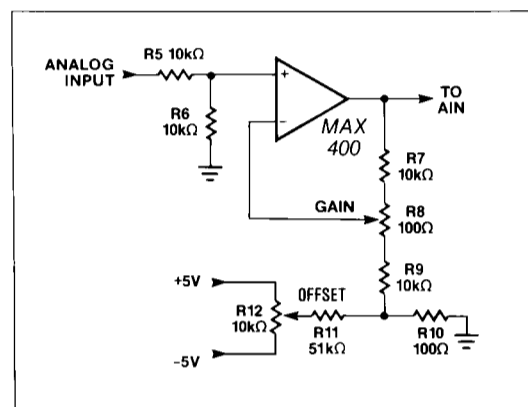 R5 10kΩ
ANALOG
INPUT
R6
10kΩ
+
−
MAX
400
TO
AIN
R7
10kΩ
GAIN
R8
100Ω
R9
10kΩ
+5V
OFFSET
R12
10kΩ
R11
51kΩ
R10
100Ω
−5V